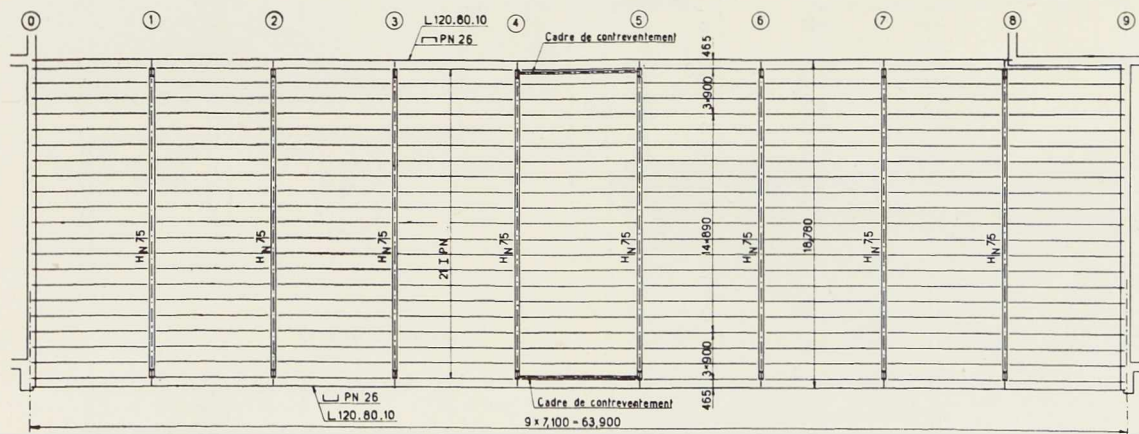 0 1 2 3 4 5 6 7 8 9
L 120.80.10
PN 26
Cadre de contreventement
465
3×900
HN 75
HN 75
HN 75
21 I PN
HN 75
HN 75
14×890
HN 75
18,780
HN 75
HN 75
3×900
465
PN 26
L 120.80.10
Cadre de contreventement
9 x 7,100 = 63,900